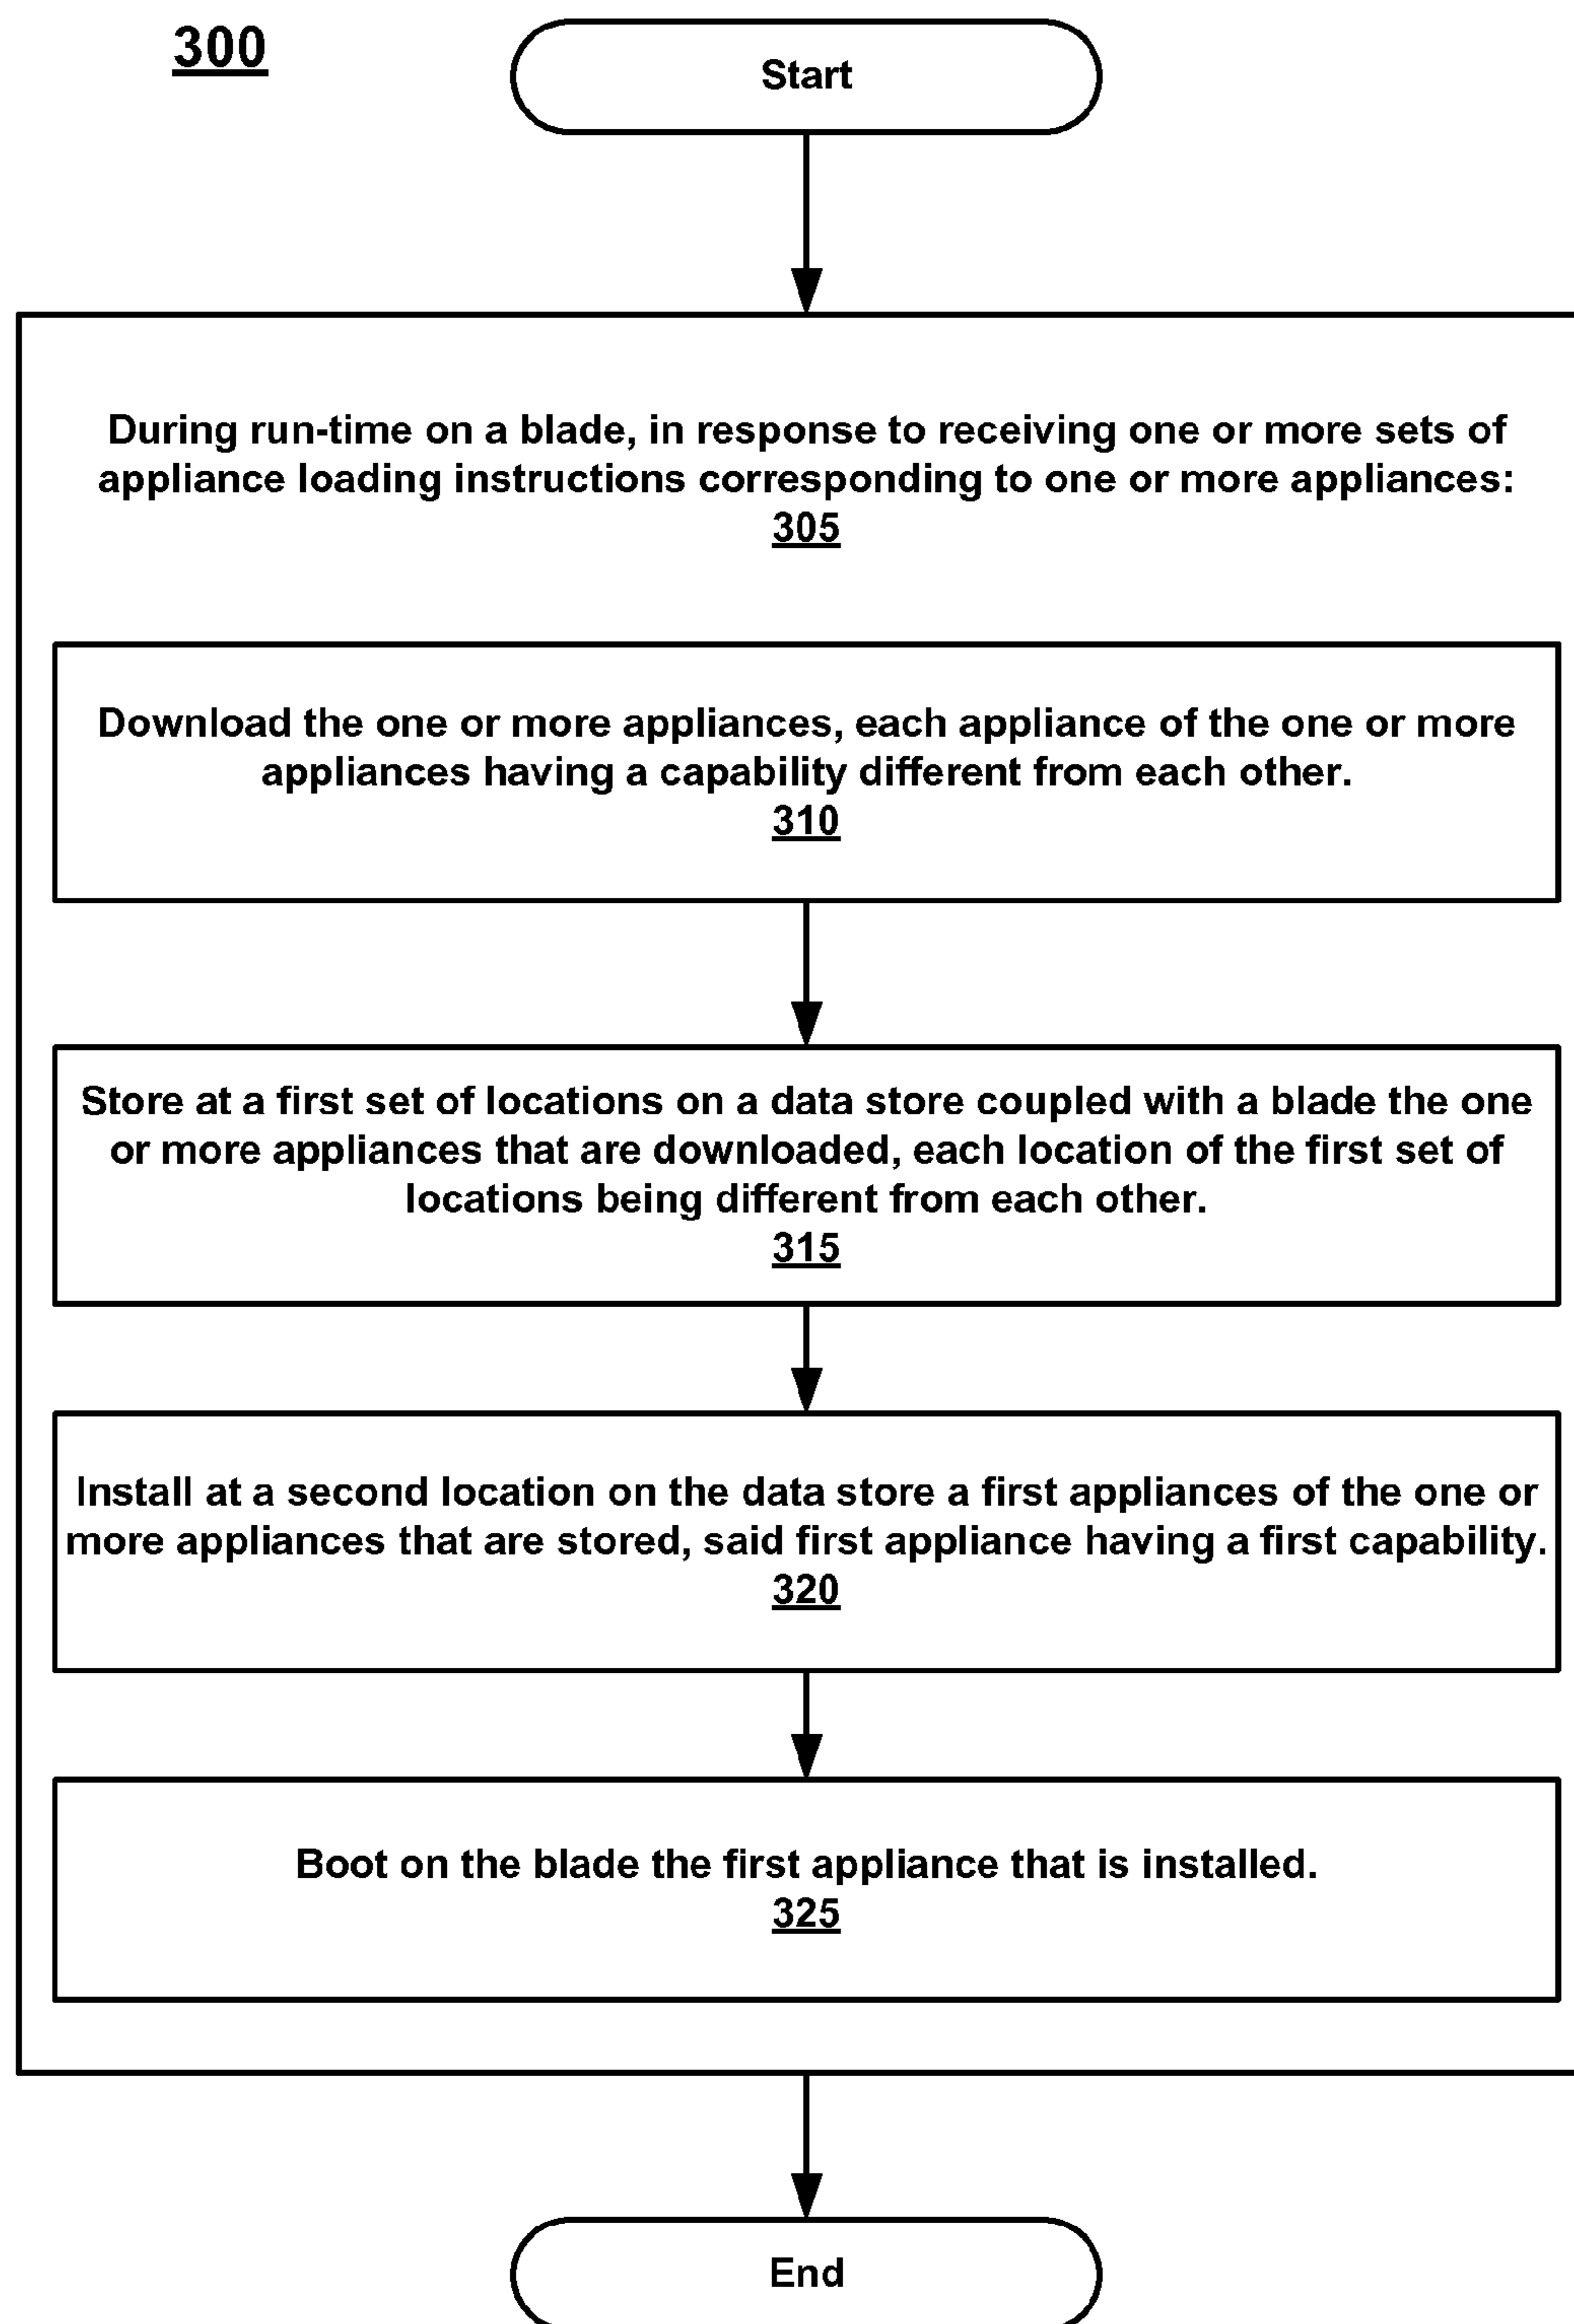 300
Start
During run-time on a blade, in response to receiving one or more sets of
appliance loading instructions corresponding to one or more appliances:
305
Download the one or more appliances, each appliance of the one or more
appliances having a capability different from each other.
310
Store at a first set of locations on a data store coupled with a blade the one
or more appliances that are downloaded, each location of the first set of
locations being different from each other.
315
Install at a second location on the data store a first appliances of the one or
more appliances that are stored, said first appliance having a first capability.
320
Boot on the blade the first appliance that is installed.
325
End